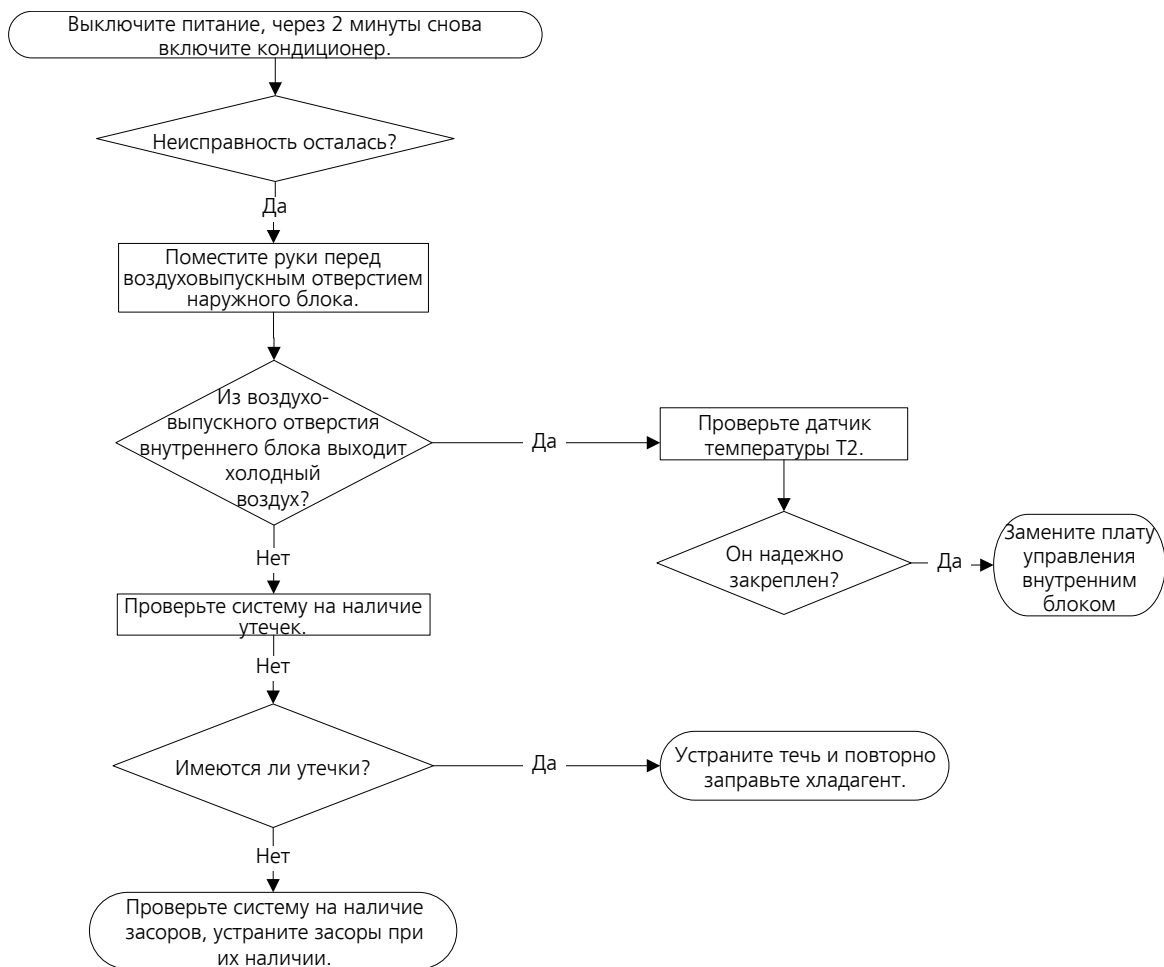 Выключите питание, через 2 минуты снова
включите кондиционер.
Неисправность осталась?
Да
Поместите руки перед
воздуховыпускным отверстием
наружного блока.
Из воздухо-
выпускного отверстия
внутреннего блока выходит
холодный
воздух?
Да
Проверьте датчик
температуры T2.
Он надежно
закреплен?
Да
Замените плату
управления
внутренним
блоком
Нет
Проверьте систему на наличие
утечек.
Нет
Имеются ли утечки?
Да
Устраните течь и повторно
заправьте хладагент.
Нет
Проверьте систему на наличие
засоров, устраните засоры при
их наличии.